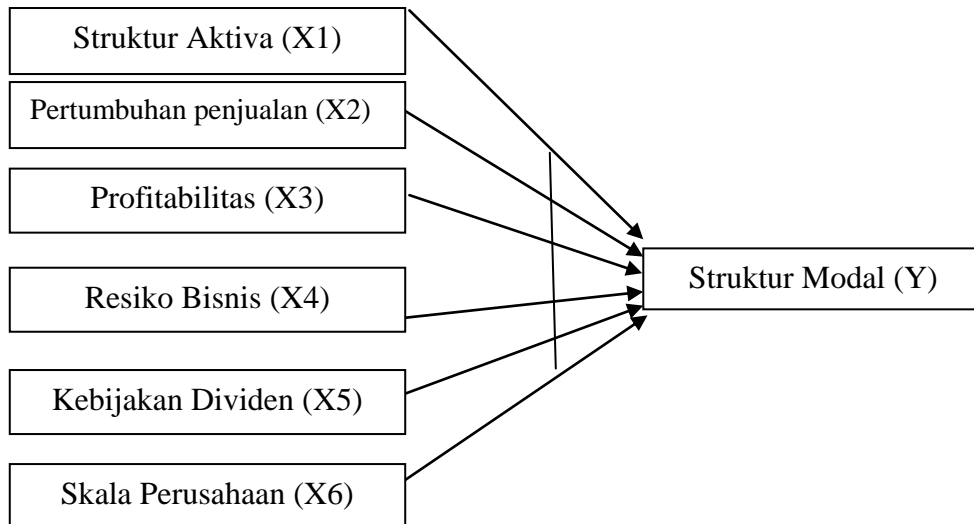 Struktur Aktiva (X1)
Pertumbuhan penjualan (X2)
Profitabilitas (X3)
Resiko Bisnis (X4)
Kebijakan Dividen (X5)
Skala Perusahaan (X6)
Struktur Modal (Y)